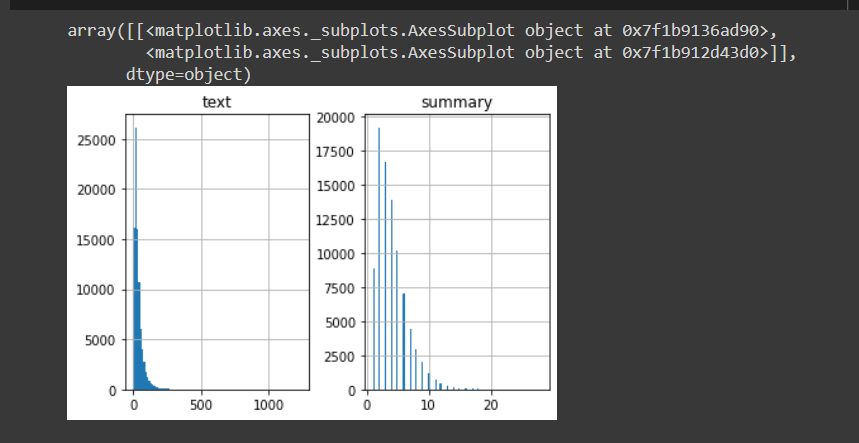 array([[<matplotlib.axes._subplots.AxesSubplot object at 0x7f1b9136ad90>,
<matplotlib.axes._subplots.AxesSubplot object at 0x7f1b912d43d0>]],
dtype=object)
text
25000
20000
15000
10000
5000
0
0 500 1000
summary
20000
17500
15000
12500
10000
7500
5000
2500
0
0 10 20